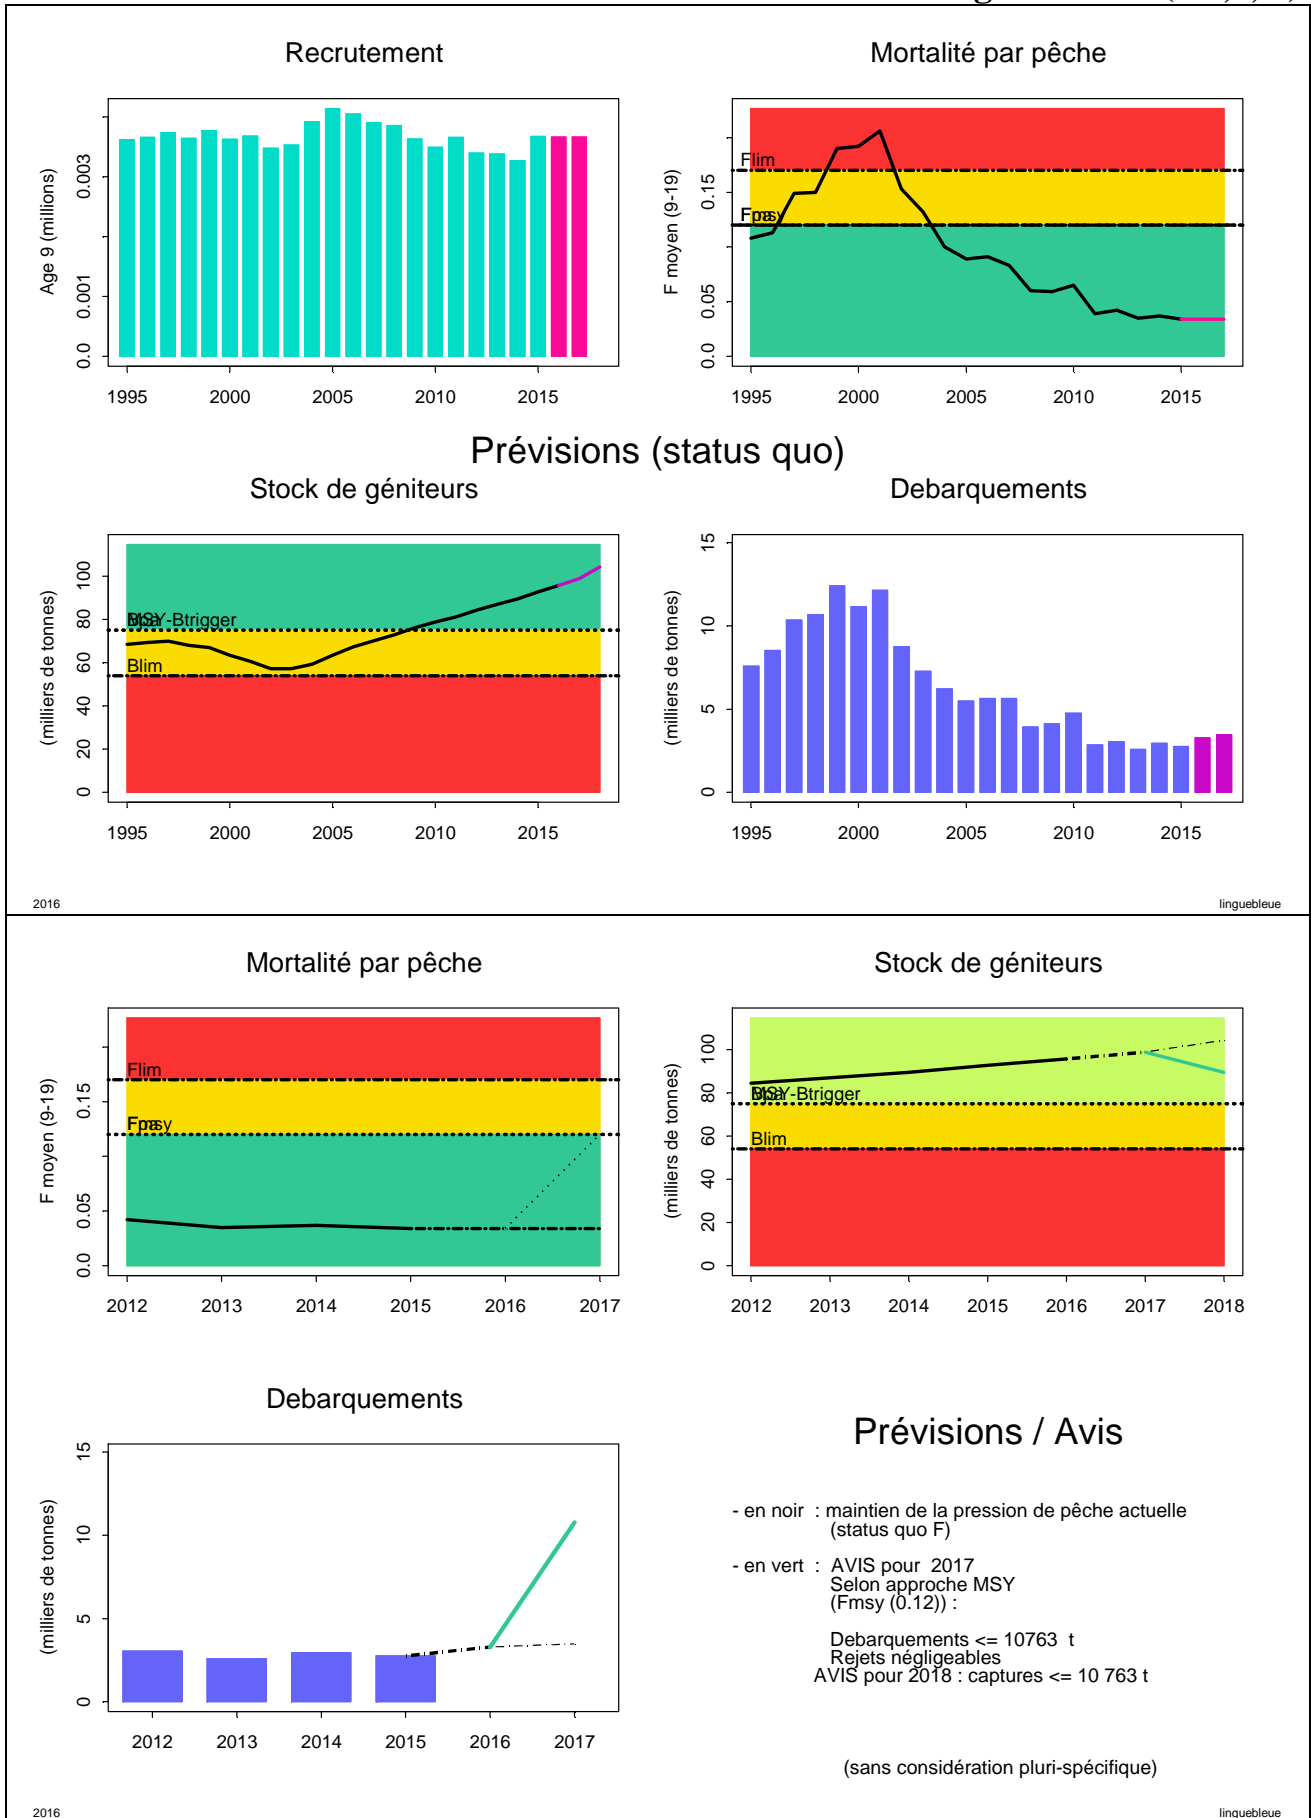 Recrutement
Age 9 (millions)
0.0 0.001 0.003
1995 2000 2005 2010 2015
Mortalité par pêche
F moyen (9-19)
0.0 0.05 0.15
Flim
Fpa
Fmsy
1995 2000 2005 2010 2015
Prévisions (status quo)
Stock de géniteurs
(milliers de tonnes)
0 20 40 60 80 100
Bpa
MSY-Btrigger
Blim
1995 2000 2005 2010 2015
Debarquements
(milliers de tonnes)
0 5 10 15
1995 2000 2005 2010 2015
2016
linguebleue
Mortalité par pêche
F moyen (9-19)
0.0 0.05 0.15
Flim
Fpa
Fmsy
2012 2013 2014 2015 2016 2017
Stock de géniteurs
(milliers de tonnes)
0 20 40 60 80 100
Bpa
MSY-Btrigger
Blim
2012 2013 2014 2015 2016 2017 2018
Debarquements
(milliers de tonnes)
0 5 10 15
2012 2013 2014 2015 2016 2017
Prévisions / Avis
- en noir : maintien de la pression de pêche actuelle
(status quo F)
- en vert : AVIS pour 2017
Selon approche MSY
(Fmsy (0.12)) :
Debarquements <= 10763 t
Rejets négligeables
AVIS pour 2018 : captures <= 10 763 t
(sans considération pluri-spécifique)
2016
linguebleue